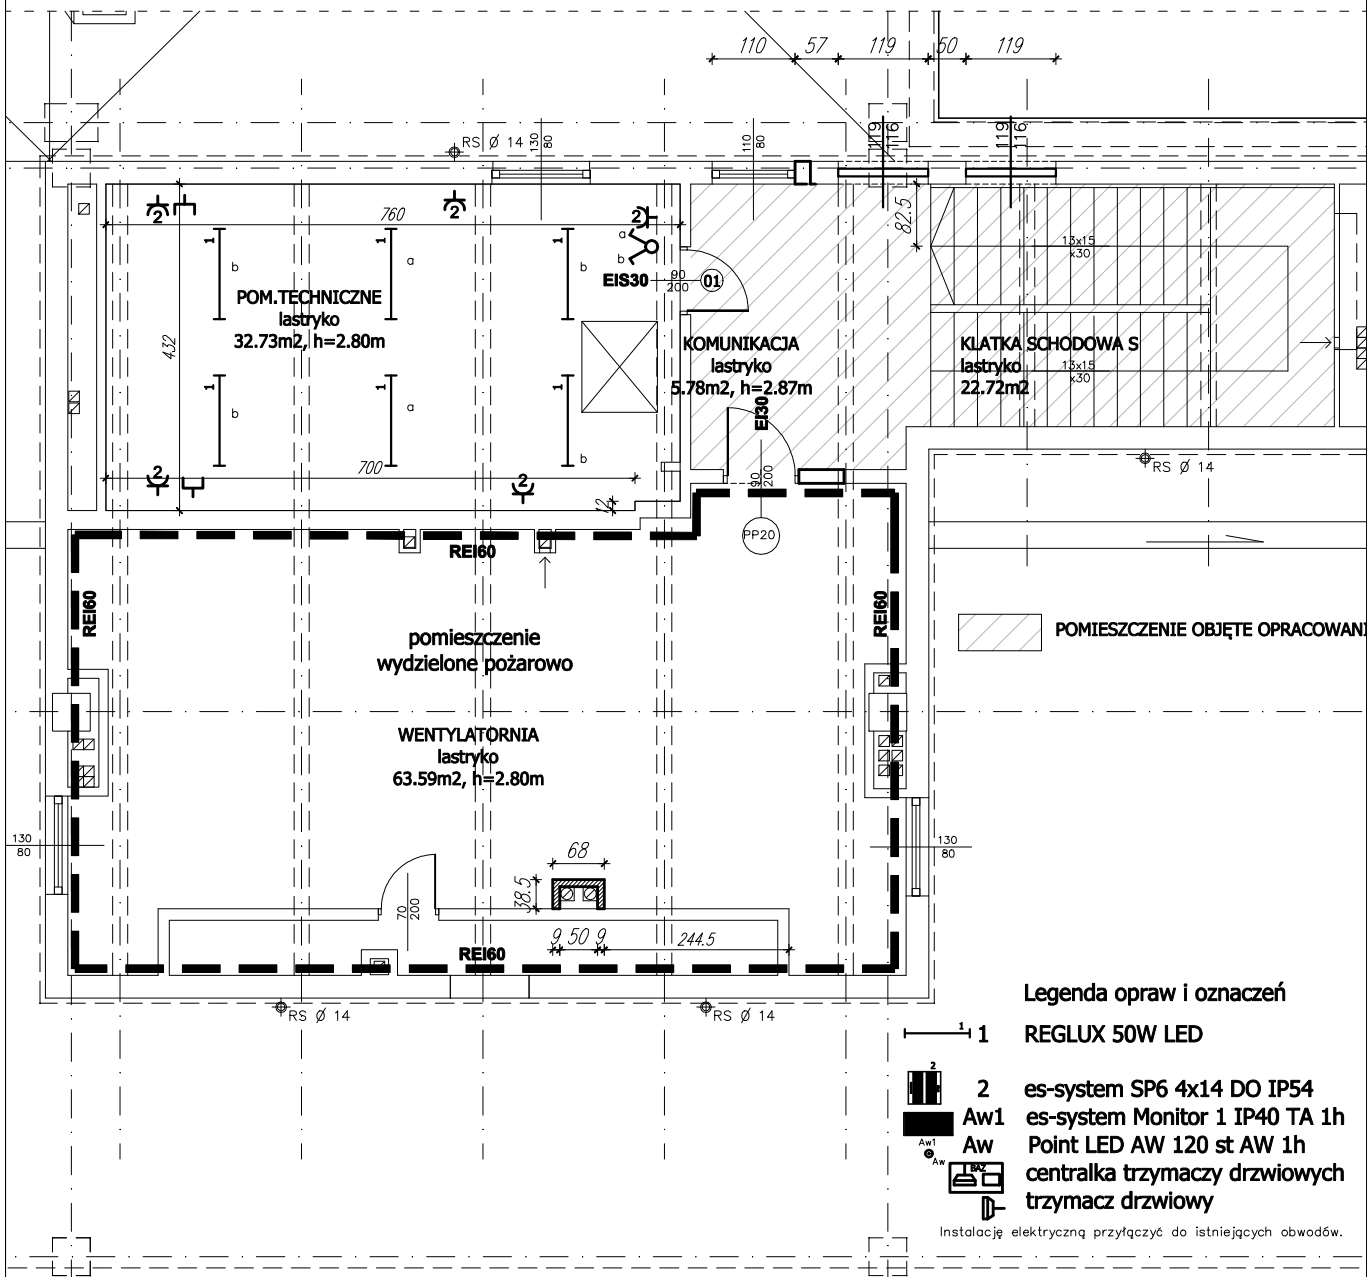 110 57 119 50 119
119
116
119
116
RS Ø 14
130
80
110
80
2
2
2
760
82.5
1
1
1
b
a
b
a
b
13x15
x30
EIS30
90
200
01
POM.TECHNICZNE
lastryko
32.73m2, h=2.80m
432
KOMUNIKACJA
lastryko
5.78m2, h=2.87m
KLATKA SCHODOWA S
lastryko
22.72m2
13x15
x30
1
1
1
b
a
b
EI30
700
2
2
12
90
200
RS Ø 14
PP20
REI60
REI60
REI60
POMIESZCZENIE OBJĘTE OPRACOWANI
pomieszczenie
wydzielone pożarowo
WENTYLATORNIA
lastryko
63.59m2, h=2.80m
130
80
130
80
68
38.5
70
200
9 50 9
244.5
REI60
RS Ø 14
RS Ø 14
Legenda opraw i oznaczeń
1
1 REGLUX 50W LED
2
2 es-system SP6 4x14 DO IP54
Aw1 es-system Monitor 1 IP40 TA 1h
Aw1
Aw Point LED AW 120 st AW 1h
Aw
BAZ
centralka trzymaczy drzwiowych
trzymacz drzwiowy
Instalację elektryczną przyłączyć do istniejących obwodów.